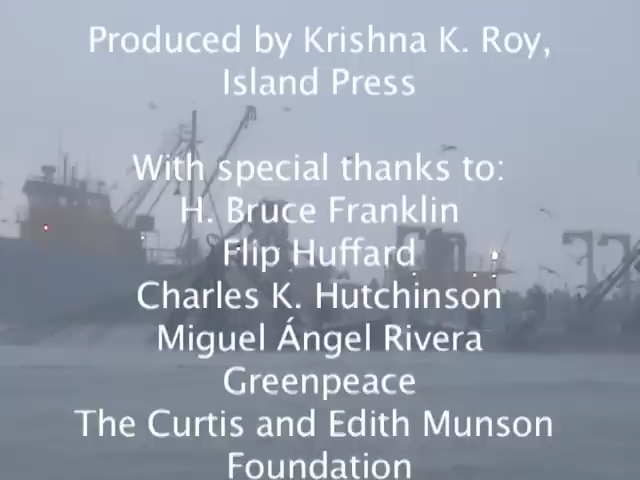 Produced by Krishna K. Roy,
Island Press
With special thanks to:
H. Bruce Franklin
Flip Huffard
Charles K. Hutchinson
Miguel Ángel Rivera
Greenpeace
The Curtis and Edith Munson
Foundation